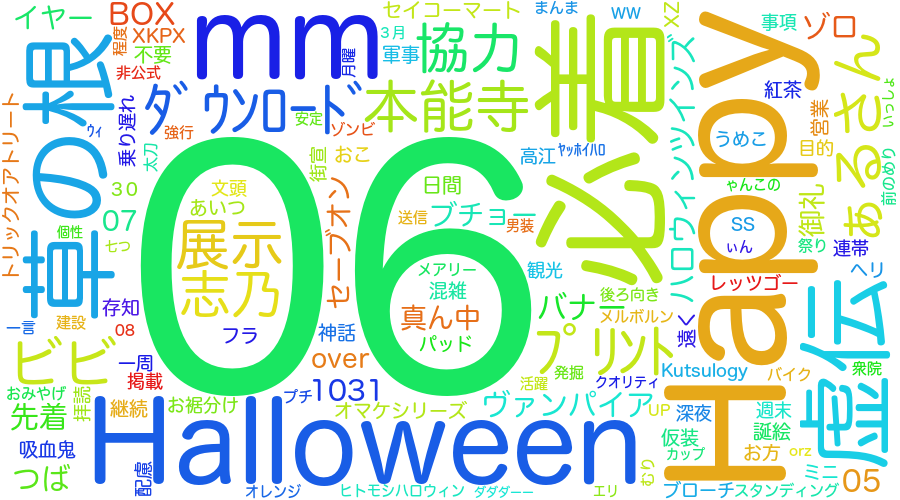 イヤー
BOX
XKPX
程度
不要
非公式
mm
月曜
3月
軍事
セイコーマート
協力
まんま
ww
XZ
事項
ゾロ
営業
紅茶
目的
あるさん
いっしょ
前のめり
草の根
トリックオアトリート
ゥィ
乗り遅れ
太刀
強行
ダウンロード
安定
ゾンビ
本能寺
必着
Happy
うめこ
ハロウィンツインズ
高江
ヤッホイハロ
街宣
おこ
日間
ブチョー
送信
男装
30
07
個性
七つ
文頭
あいつ
06
展示
志乃
セーブオン
メアリー
混雑
観光
真ん中
パッド
ゃんこの
御礼
SS
ぃん
祭り
連帯
ヘリ
レッツゴー
虚伝
後ろ向き
メルボルン
遠く
バナー
プリント
存知
08
フラ
神話
一言
建設
ビビ
一周
掲載
over
1031
プチ
発掘
活躍
クオリティ
Kutsulogy
バイク
衆院
おみやげ
先着
拝読
継続
お裾分け
オマケシリーズ
ヴァンパイア
UP
深夜
週末
誕絵
仮装
カップ
お方
orz
ミニ
05
吸血鬼
つば
配慮
Halloween
オレンジ
ヒトモシハロウィン
ダダダーー
エリ
むり
ブローチ
スタンディング